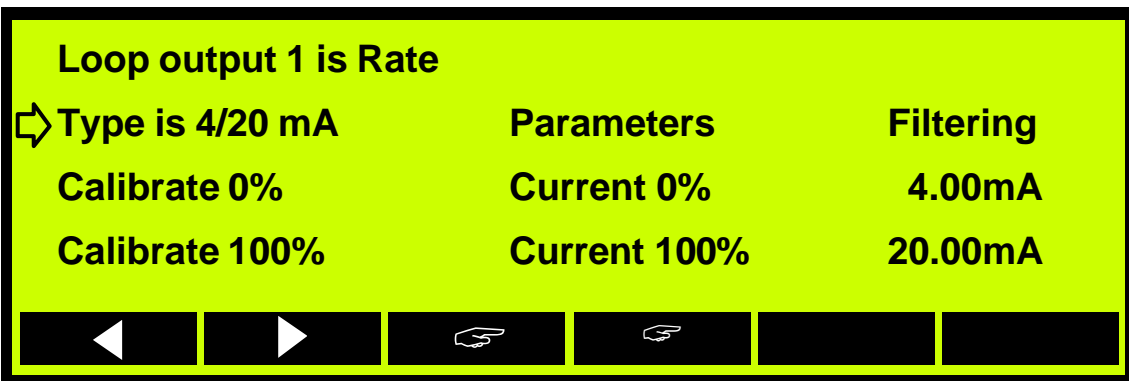 Loop output 1 is Rate
Type is 4/20 mA Parameters Filtering
Calibrate 0% Current 0% 4.00mA
Calibrate 100% Current 100% 20.00mA